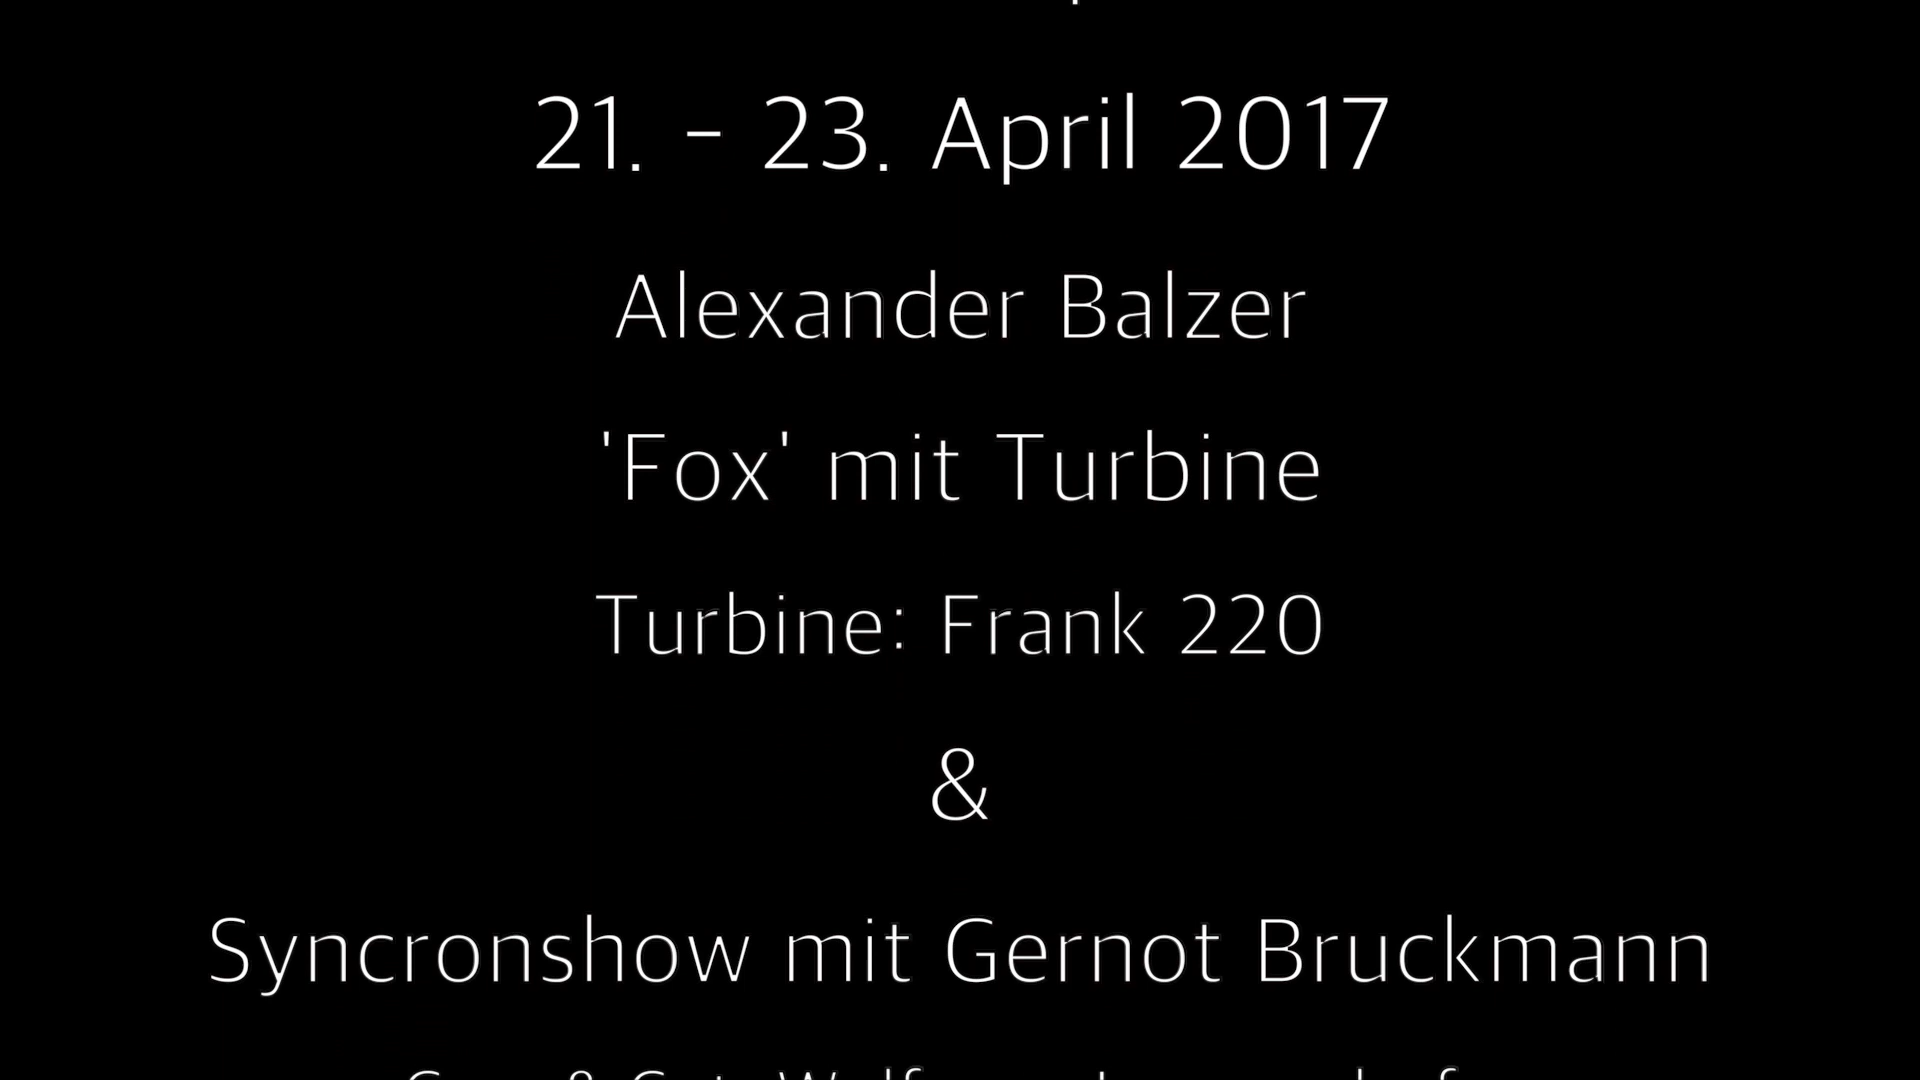 21. - 23. April 2017
Alexander Balzer
'Fox' mit Turbine
Turbine: Frank 220
&
Syncronshow mit Gernot Bruckmann